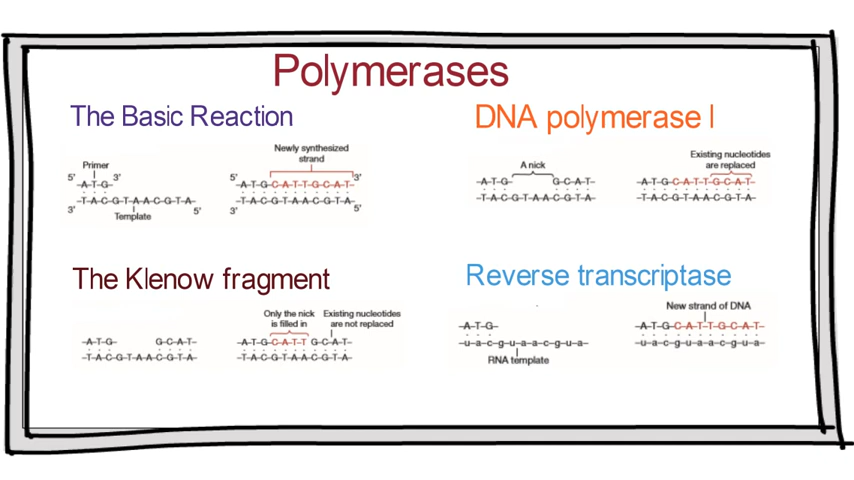 Polymerases
The Basic Reaction
Primer
5' 3'
-A-T-G-
-T-A-C-G-T-A-A-C-G-T-A-
3' 5'
Template
Newly synthesized
strand
5' 3'
-A-T-G-C-A-T-T-G-C-A-T-
-T-A-C-G-T-A-A-C-G-T-A-
3' 5'
DNA polymerase I
A nick
-A-T-G- G-C-A-T-
-T-A-C-G-T-A-A-C-G-T-A-
Existing nucleotides
are replaced
-A-T-G-C-A-T-T-G-C-A-T-
-T-A-C-G-T-A-A-C-G-T-A-
The Klenow fragment
-A-T-G- G-C-A-T-
-T-A-C-G-T-A-A-C-G-T-A-
Only the nick
is filled in
Existing nucleotides
are not replaced
-A-T-G-C-A-T-T G-C-A-T-
-T-A-C-G-T-A-A-C-G-T-A-
Reverse transcriptase
-A-T-G-
-u-a-c-g-u-a-a-c-g-u-a-
RNA template
New strand of DNA
-A-T-G-C-A-T-T-G-C-A-T-
-u-a-c-g-u-a-a-c-g-u-a-